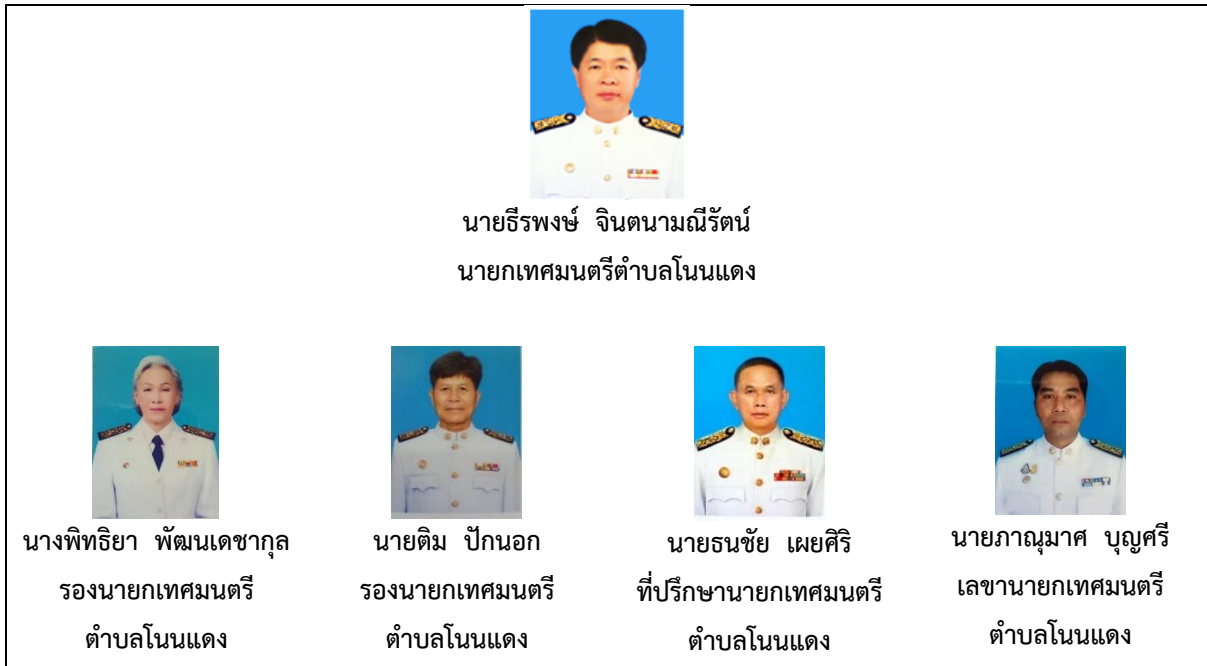 นายธีรพงษ์ จินตนามณีรัตน์
นายกเทศมนตรีตำบลโนนแดง
นางพิทธิยา พัฒนเดชากุล
รองนายกเทศมนตรี
ตำบลโนนแดง
นายติม ปักนอก
รองนายกเทศมนตรี
ตำบลโนนแดง
นายธนชัย เผยศิริ
ที่ปรึกษานายกเทศมนตรี
ตำบลโนนแดง
นายภาณุมาศ บุญศรี
เลขานายกเทศมนตรี
ตำบลโนนแดง